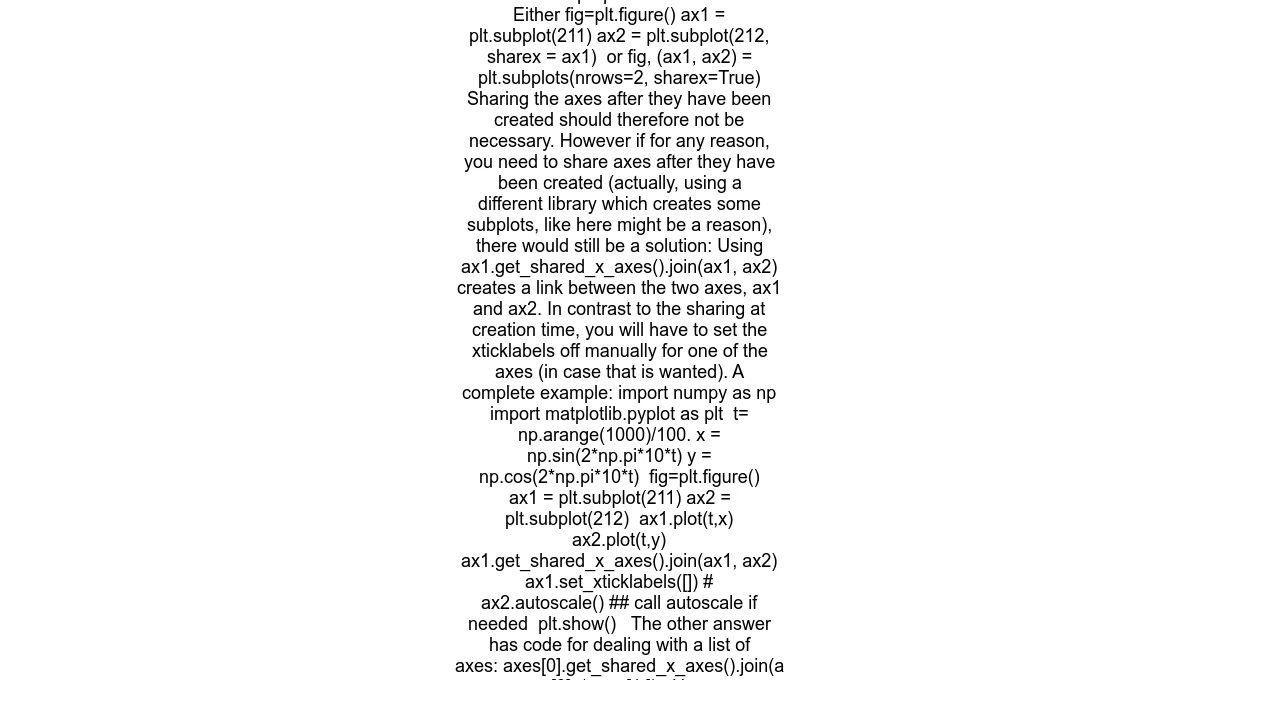 Either fig=plt.figure() ax1 =
plt.subplot(211) ax2 = plt.subplot(212,
sharex = ax1)  or fig, (ax1, ax2) =
plt.subplots(nrows=2, sharex=True)
Sharing the axes after they have been
created should therefore not be
necessary. However if for any reason,
you need to share axes after they have
been created (actually, using a
different library which creates some
subplots, like here might be a reason),
there would still be a solution: Using
ax1.get_shared_x_axes().join(ax1, ax2)
creates a link between the two axes, ax1
and ax2. In contrast to the sharing at
creation time, you will have to set the
xticklabels off manually for one of the
axes (in case that is wanted). A
complete example: import numpy as np
import matplotlib.pyplot as plt  t=
np.arange(1000)/100. x =
np.sin(2*np.pi*10*t) y =
np.cos(2*np.pi*10*t)  fig=plt.figure()
ax1 = plt.subplot(211) ax2 =
plt.subplot(212)  ax1.plot(t,x)
ax2.plot(t,y)
ax1.get_shared_x_axes().join(ax1, ax2)
ax1.set_xticklabels([]) #
ax2.autoscale() ## call autoscale if
needed  plt.show()   The other answer
has code for dealing with a list of
axes: axes[0].get_shared_x_axes().join(a